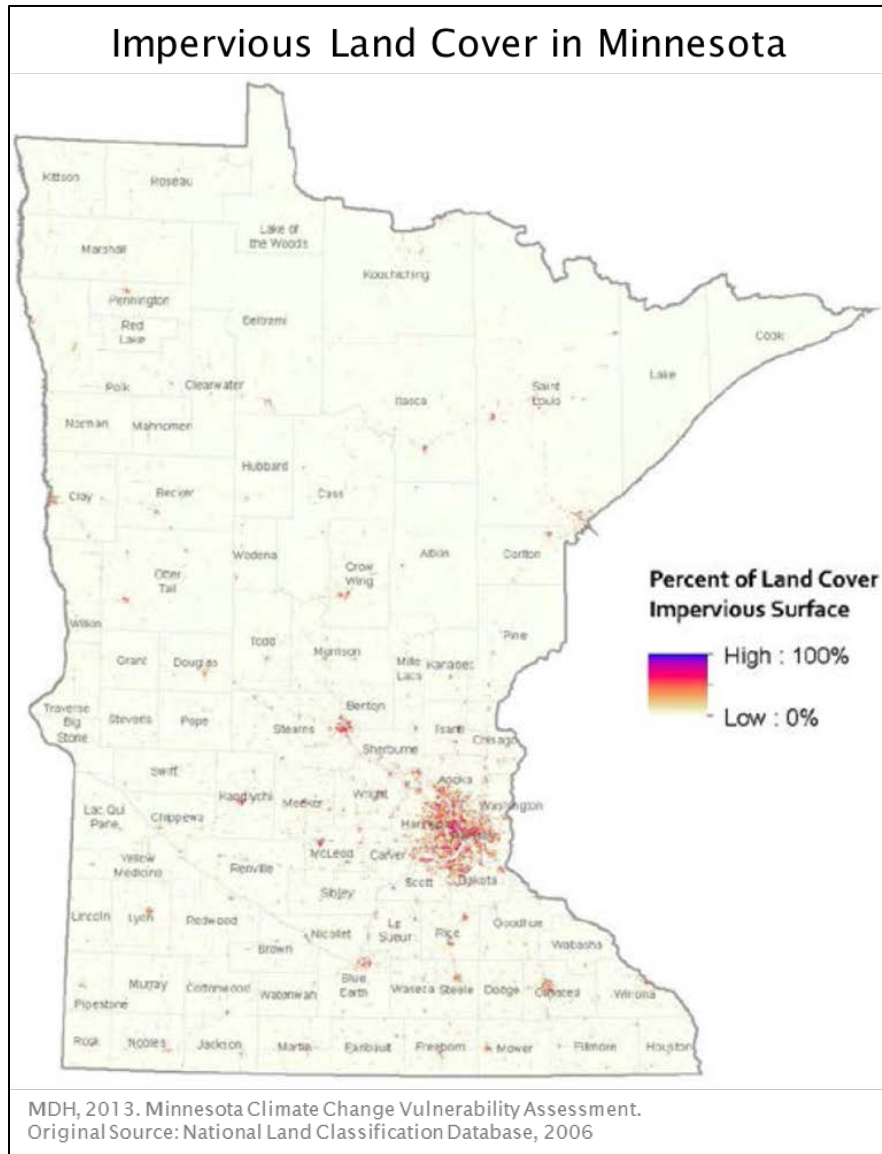 Impervious Land Cover in Minnesota
Kittson
Roseau
Lake of
the Woods
Marshall
Koochiching
Pennington
Beltrami
Red
Lake
Cook
Lake
Polk
Clearwater
Itasca
Saint
Louis
Norman
Mahnomen
Hubbard
Clay
Becker
Cass
Wadena
Aitkin
Carlton
Otter
Tail
Crow
Wing
Percent of Land Cover
Impervious Surface
High : 100%
Low : 0%
Wilkin
Pine
Todd
Morrison
Grant
Douglas
Mille
Lacs
Kanabec
Traverse
Big
Stone
Stevens
Pope
Benton
Stearns
Isanti
Chisago
Sherburne
Swift
Anoka
Kandiyohi
Meeker
Wright
Washington
Lac Qui
Parle
Chippewa
McLeod
Carver
Yellow
Medicine
Renville
Scott
Dakota
Sibley
Lincoln
Lyon
Redwood
Nicollet
Le
Sueur
Rice
Goodhue
Brown
Wabasha
Murray
Cottonwood
Watonwan
Blue
Earth
Waseca
Steele
Dodge
Olmsted
Winona
Pipestone
Rock
Nobles
Jackson
Martin
Faribault
Freeborn
Mower
Fillmore
Houston
MDH, 2013. Minnesota Climate Change Vulnerability Assessment.
Original Source: National Land Classification Database, 2006